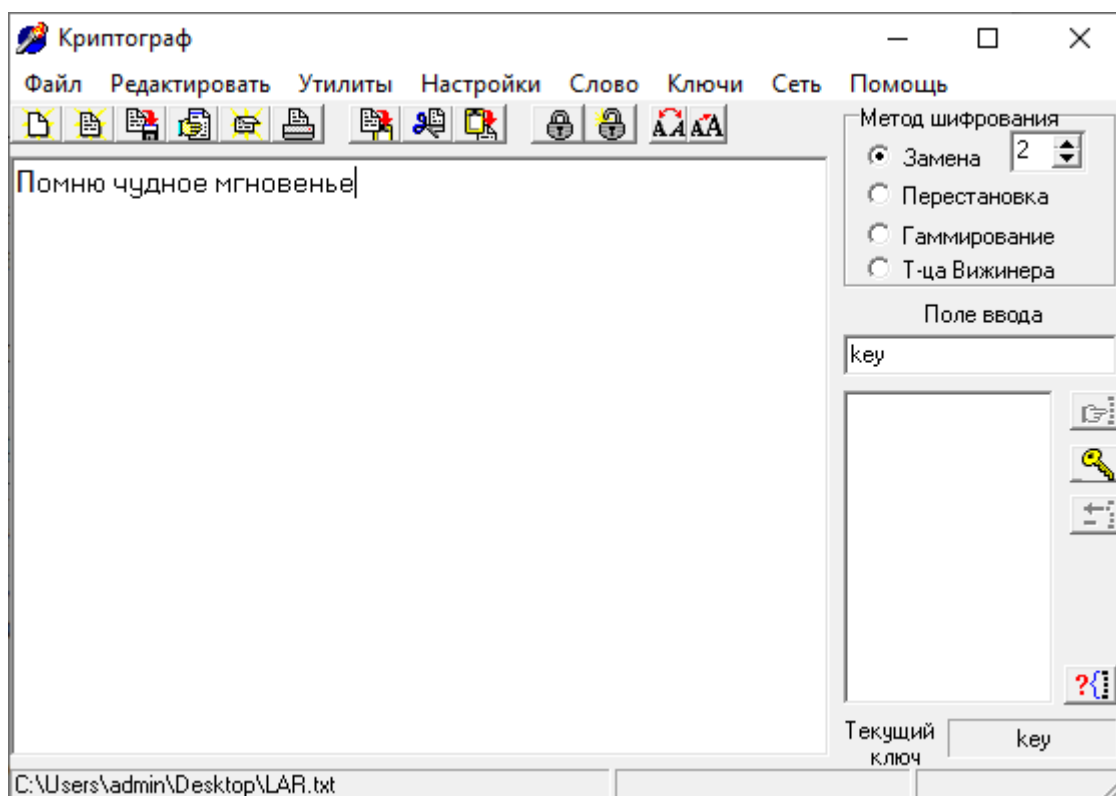 Криптограф
Файл Редактировать Утилиты Настройки Слово Ключи Сеть Помощь
Метод шифрования
Замена 2
Перестановка
Гаммирование
Т-ца Вижинера
Помню чудное мгновенье
Поле ввода
key
Текущий ключ
key
C:\Users\admin\Desktop\LAR.txt